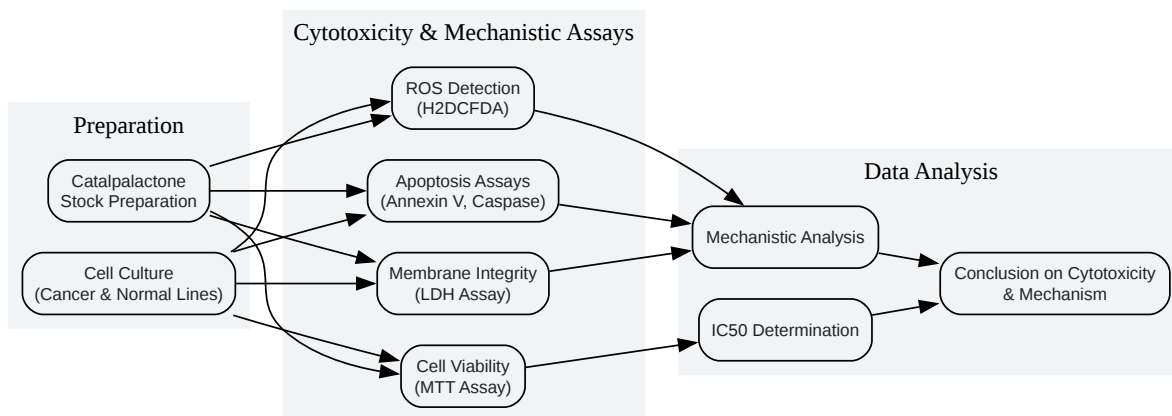 Preparation
Catalpalactone
Stock Preparation
Cell Culture
(Cancer & Normal Lines)
Cytotoxicity & Mechanistic Assays
ROS Detection
(H2DCFDA)
Apoptosis Assays
(Annexin V, Caspase)
Membrane Integrity
(LDH Assay)
Cell Viability
(MTT Assay)
Data Analysis
Mechanistic Analysis
IC50 Determination
Conclusion on Cytotoxicity
& Mechanism